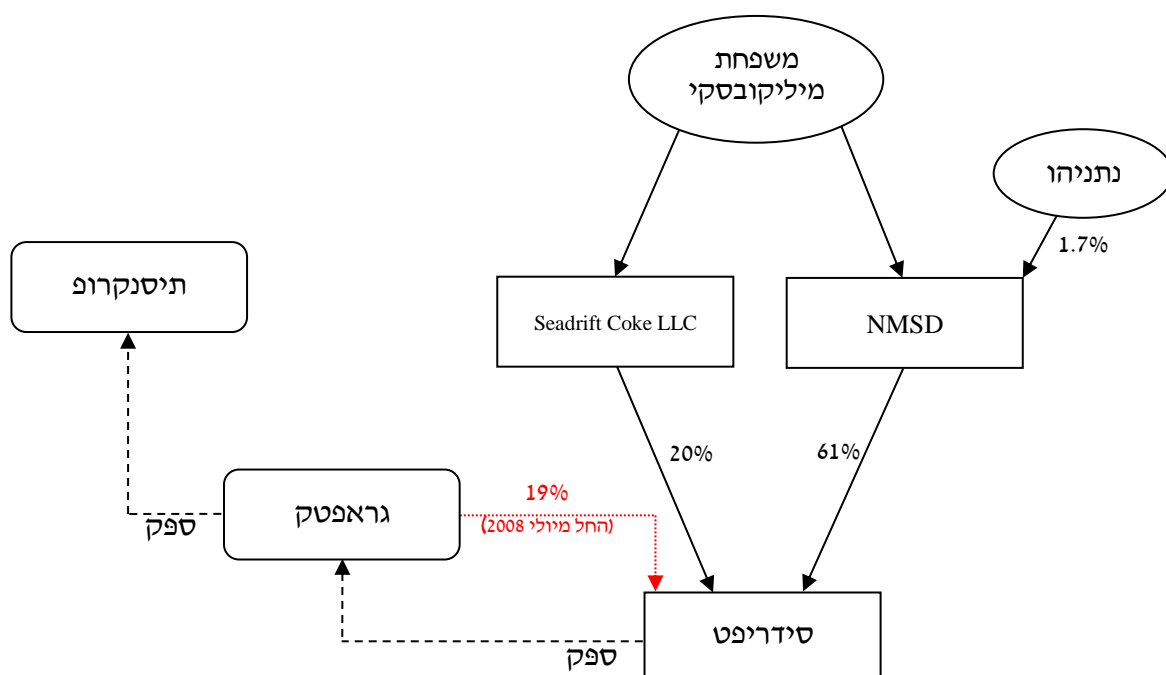 משפחת
מיליקובסקי
נתניהו
1.7%
תיסנקרופ
Seadrift Coke LLC
NMSD
20%
61%
19%
(החל מיולי 2008)
גראפטק
ספק
סידריפט
ספק